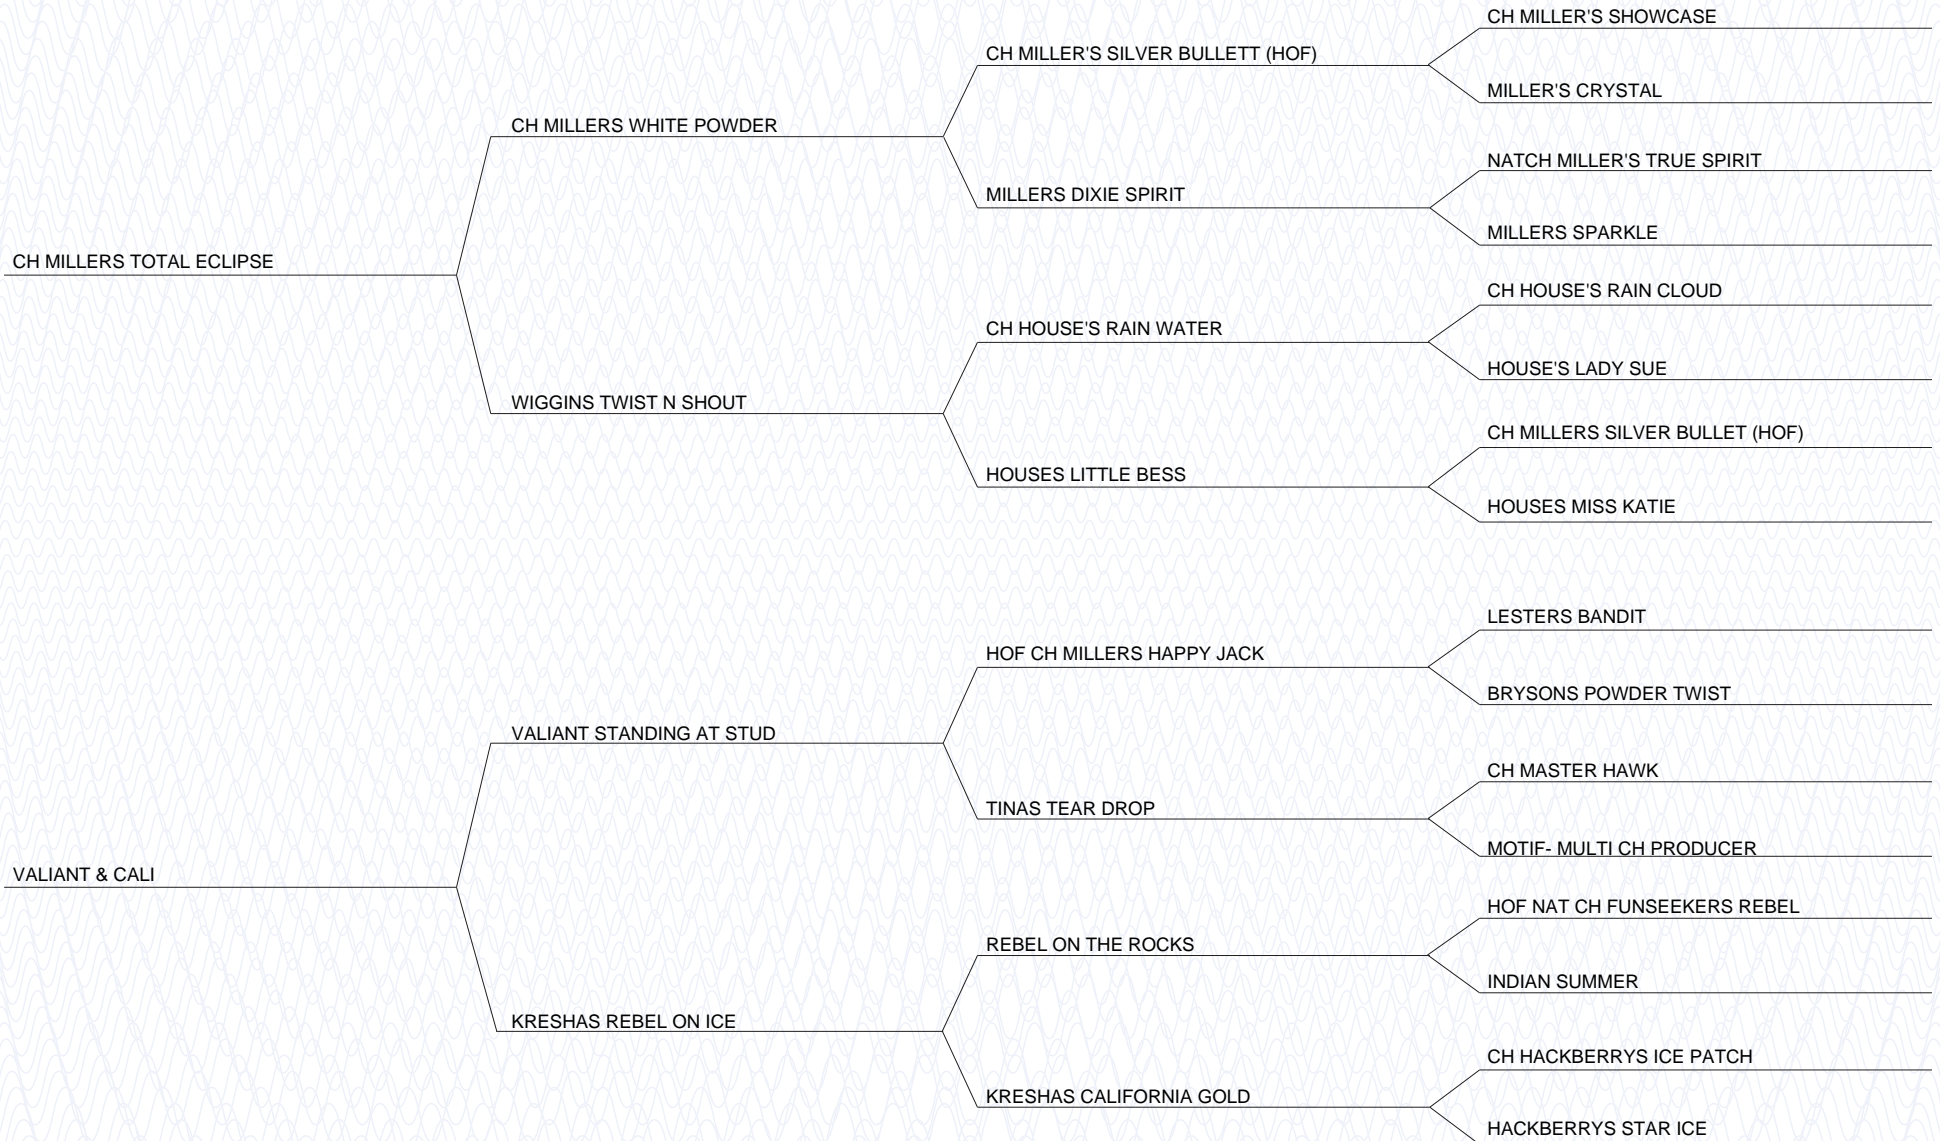 CH MILLER'S SHOWCASE
CH MILLER'S SILVER BULLETT (HOF)
MILLER'S CRYSTAL
CH MILLERS WHITE POWDER
NATCH MILLER'S TRUE SPIRIT
MILLERS DIXIE SPIRIT
MILLERS SPARKLE
CH MILLERS TOTAL ECLIPSE
CH HOUSE'S RAIN CLOUD
CH HOUSE'S RAIN WATER
HOUSE'S LADY SUE
WIGGINS TWIST N SHOUT
CH MILLERS SILVER BULLET (HOF)
HOUSES LITTLE BESS
HOUSES MISS KATIE
LESTERS BANDIT
HOF CH MILLERS HAPPY JACK
BRYSONS POWDER TWIST
VALIANT STANDING AT STUD
CH MASTER HAWK
TINAS TEAR DROP
MOTIF- MULTI CH PRODUCER
VALIANT & CALI
HOF NAT CH FUNSEEKERS REBEL
REBEL ON THE ROCKS
INDIAN SUMMER
KRESHAS REBEL ON ICE
CH HACKBERRYS ICE PATCH
KRESHAS CALIFORNIA GOLD
HACKBERRYS STAR ICE